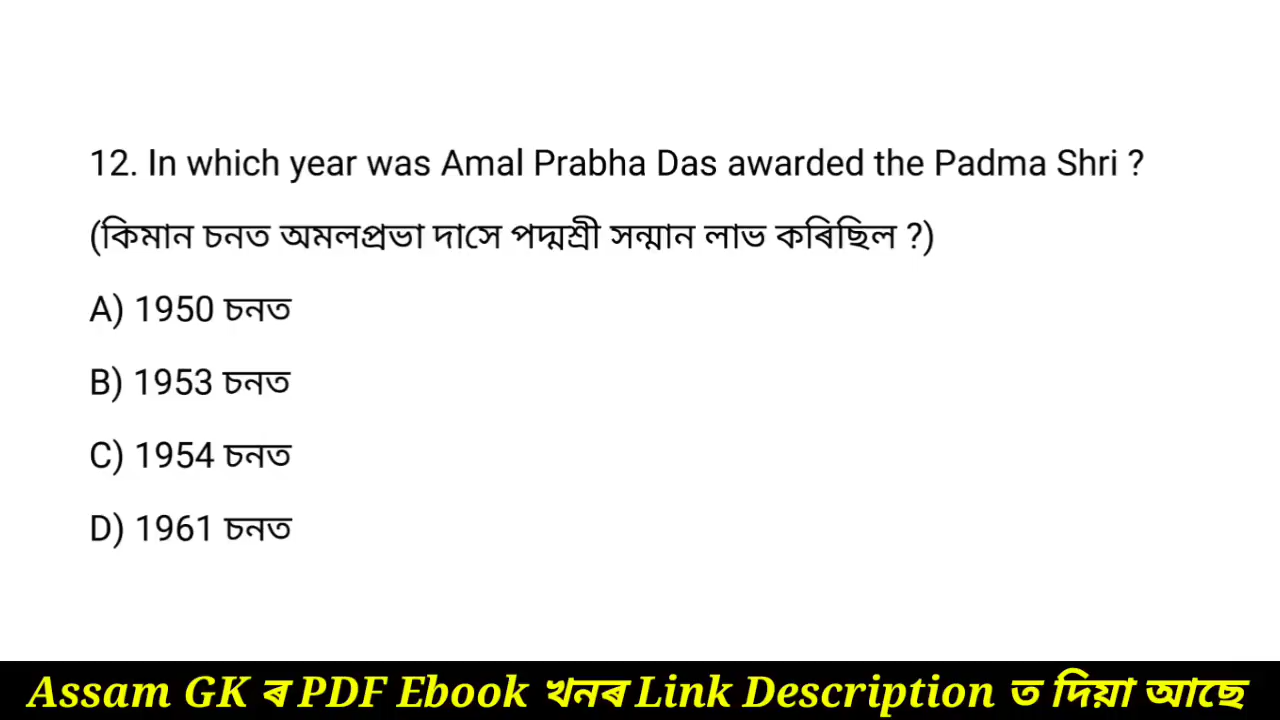 12. In which year was Amal Prabha Das awarded the Padma Shri ?
(কিমান চনত অমলপ্ৰভা দাসে পদ্মশ্ৰী সন্মান লাভ কৰিছিল ?)
A) 1950 চনত
B) 1953 চনত
C) 1954 চনত
D) 1961 চনত
Assam GK ৰ PDF Ebook খনৰ Link Description ত দিয়া আছে